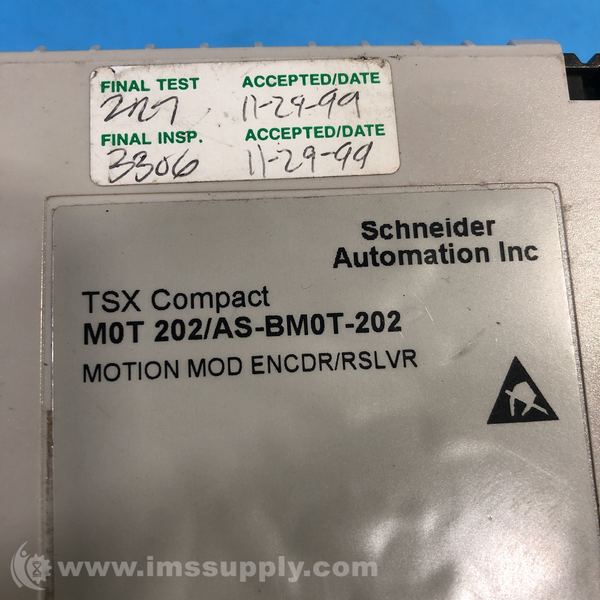 FINAL TEST ACCEPTED/DATE
11-29-99
FINAL INSP. ACCEPTED/DATE
3306 11-29-99
Schneider
Automation Inc
TSX Compact
M0T 202/AS-BM0T-202
MOTION MOD ENCDR/RSLVR
www.imssupply.com